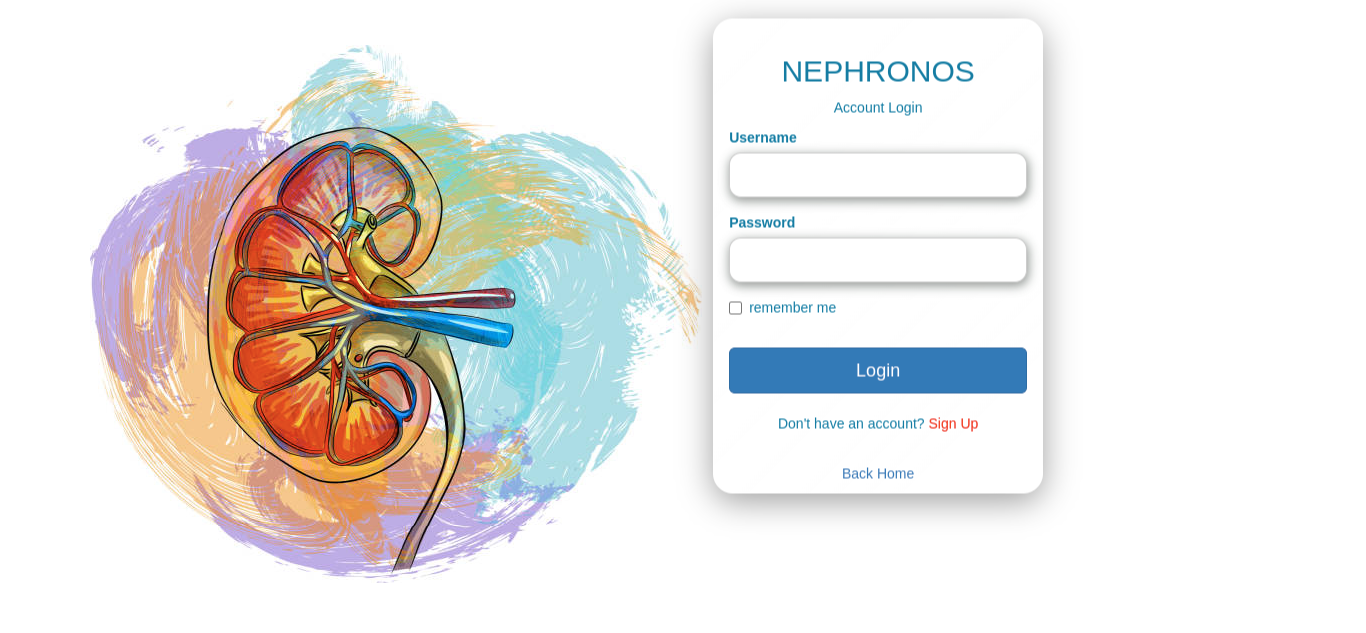 NEPHRONOS
Account Login
Username
Password
remember me
Login
Don't have an account? Sign Up
Back Home